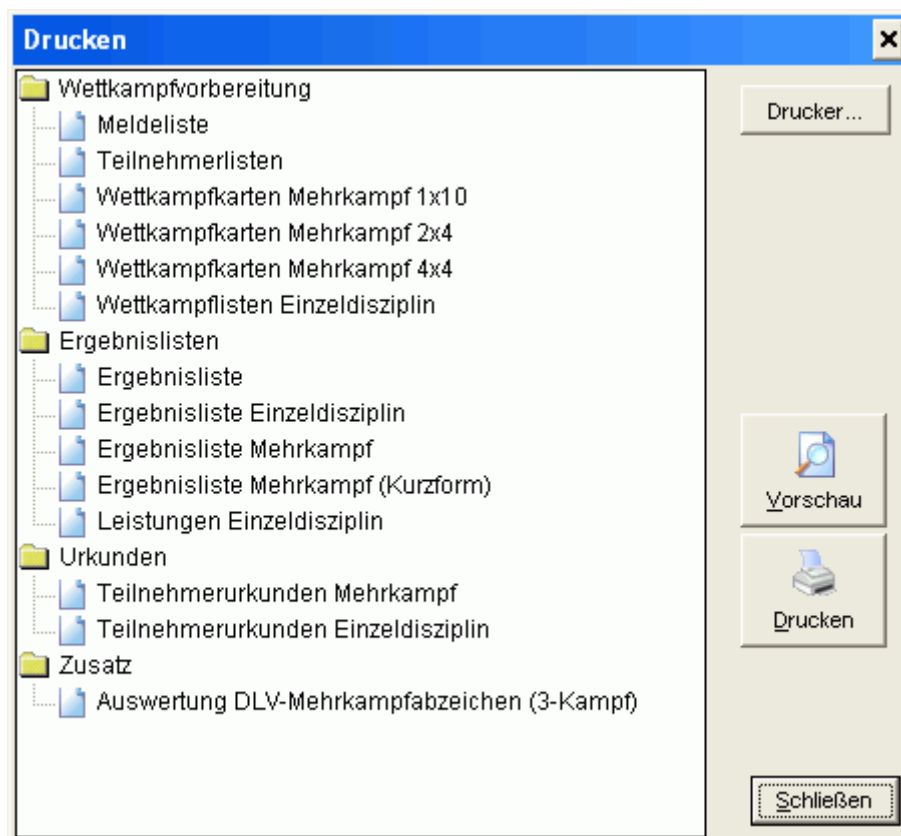 Drucken
Wettkampfvorbereitung
Meldeliste
Teilnehmerlisten
Wettkampfkarten Mehrkampf 1x10
Wettkampfkarten Mehrkampf 2x4
Wettkampfkarten Mehrkampf 4x4
Wettkampflisten Einzeldisziplin
Ergebnislisten
Ergebnisliste
Ergebnisliste Einzeldisziplin
Ergebnisliste Mehrkampf
Ergebnisliste Mehrkampf (Kurzform)
Leistungen Einzeldisziplin
Urkunden
Teilnehmerurkunden Mehrkampf
Teilnehmerurkunden Einzeldisziplin
Zusatz
Auswertung DLV-Mehrkampfabzeichen (3-Kampf)
Drucker...
Vorschau
Drucken
Schließen